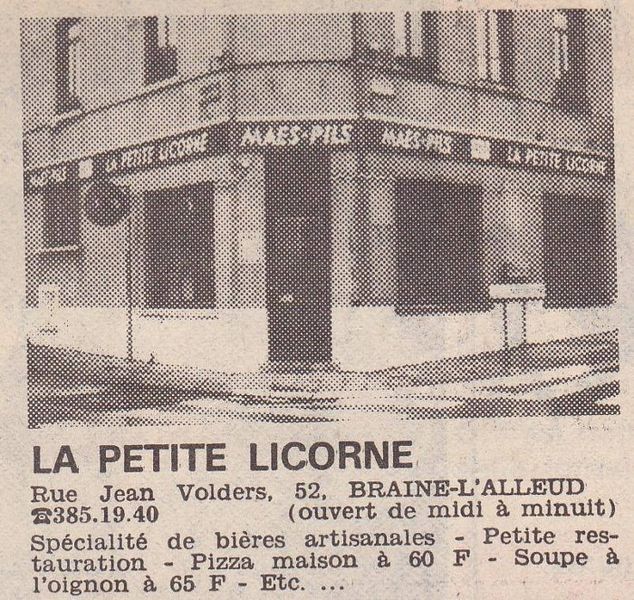 LA PETITE LICORNE MAES-PILS MAES-PILS LA PETITE LICORNE
LA PETITE LICORNE
Rue Jean Volders, 52, BRAINE-L'ALLEUD
☎385.19.40 (ouvert de midi à minuit)
Spécialité de bières artisanales - Petite res-
tauration - Pizza maison à 60 F - Soupe à
l'oignon à 65 F - Etc. ...